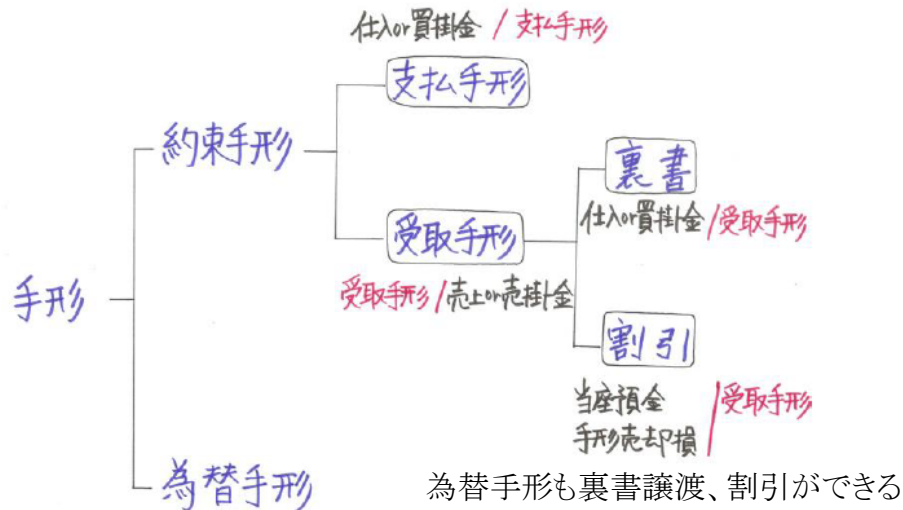 仕入or買掛金 / 支払手形
支払手形
約束手形
裏書
仕入or買掛金/受取手形
受取手形
手形
受取手形/売上or売掛金
割引
当座預金 /受取手形
手形売却損
為替手形
為替手形も裏書譲渡、割引ができる